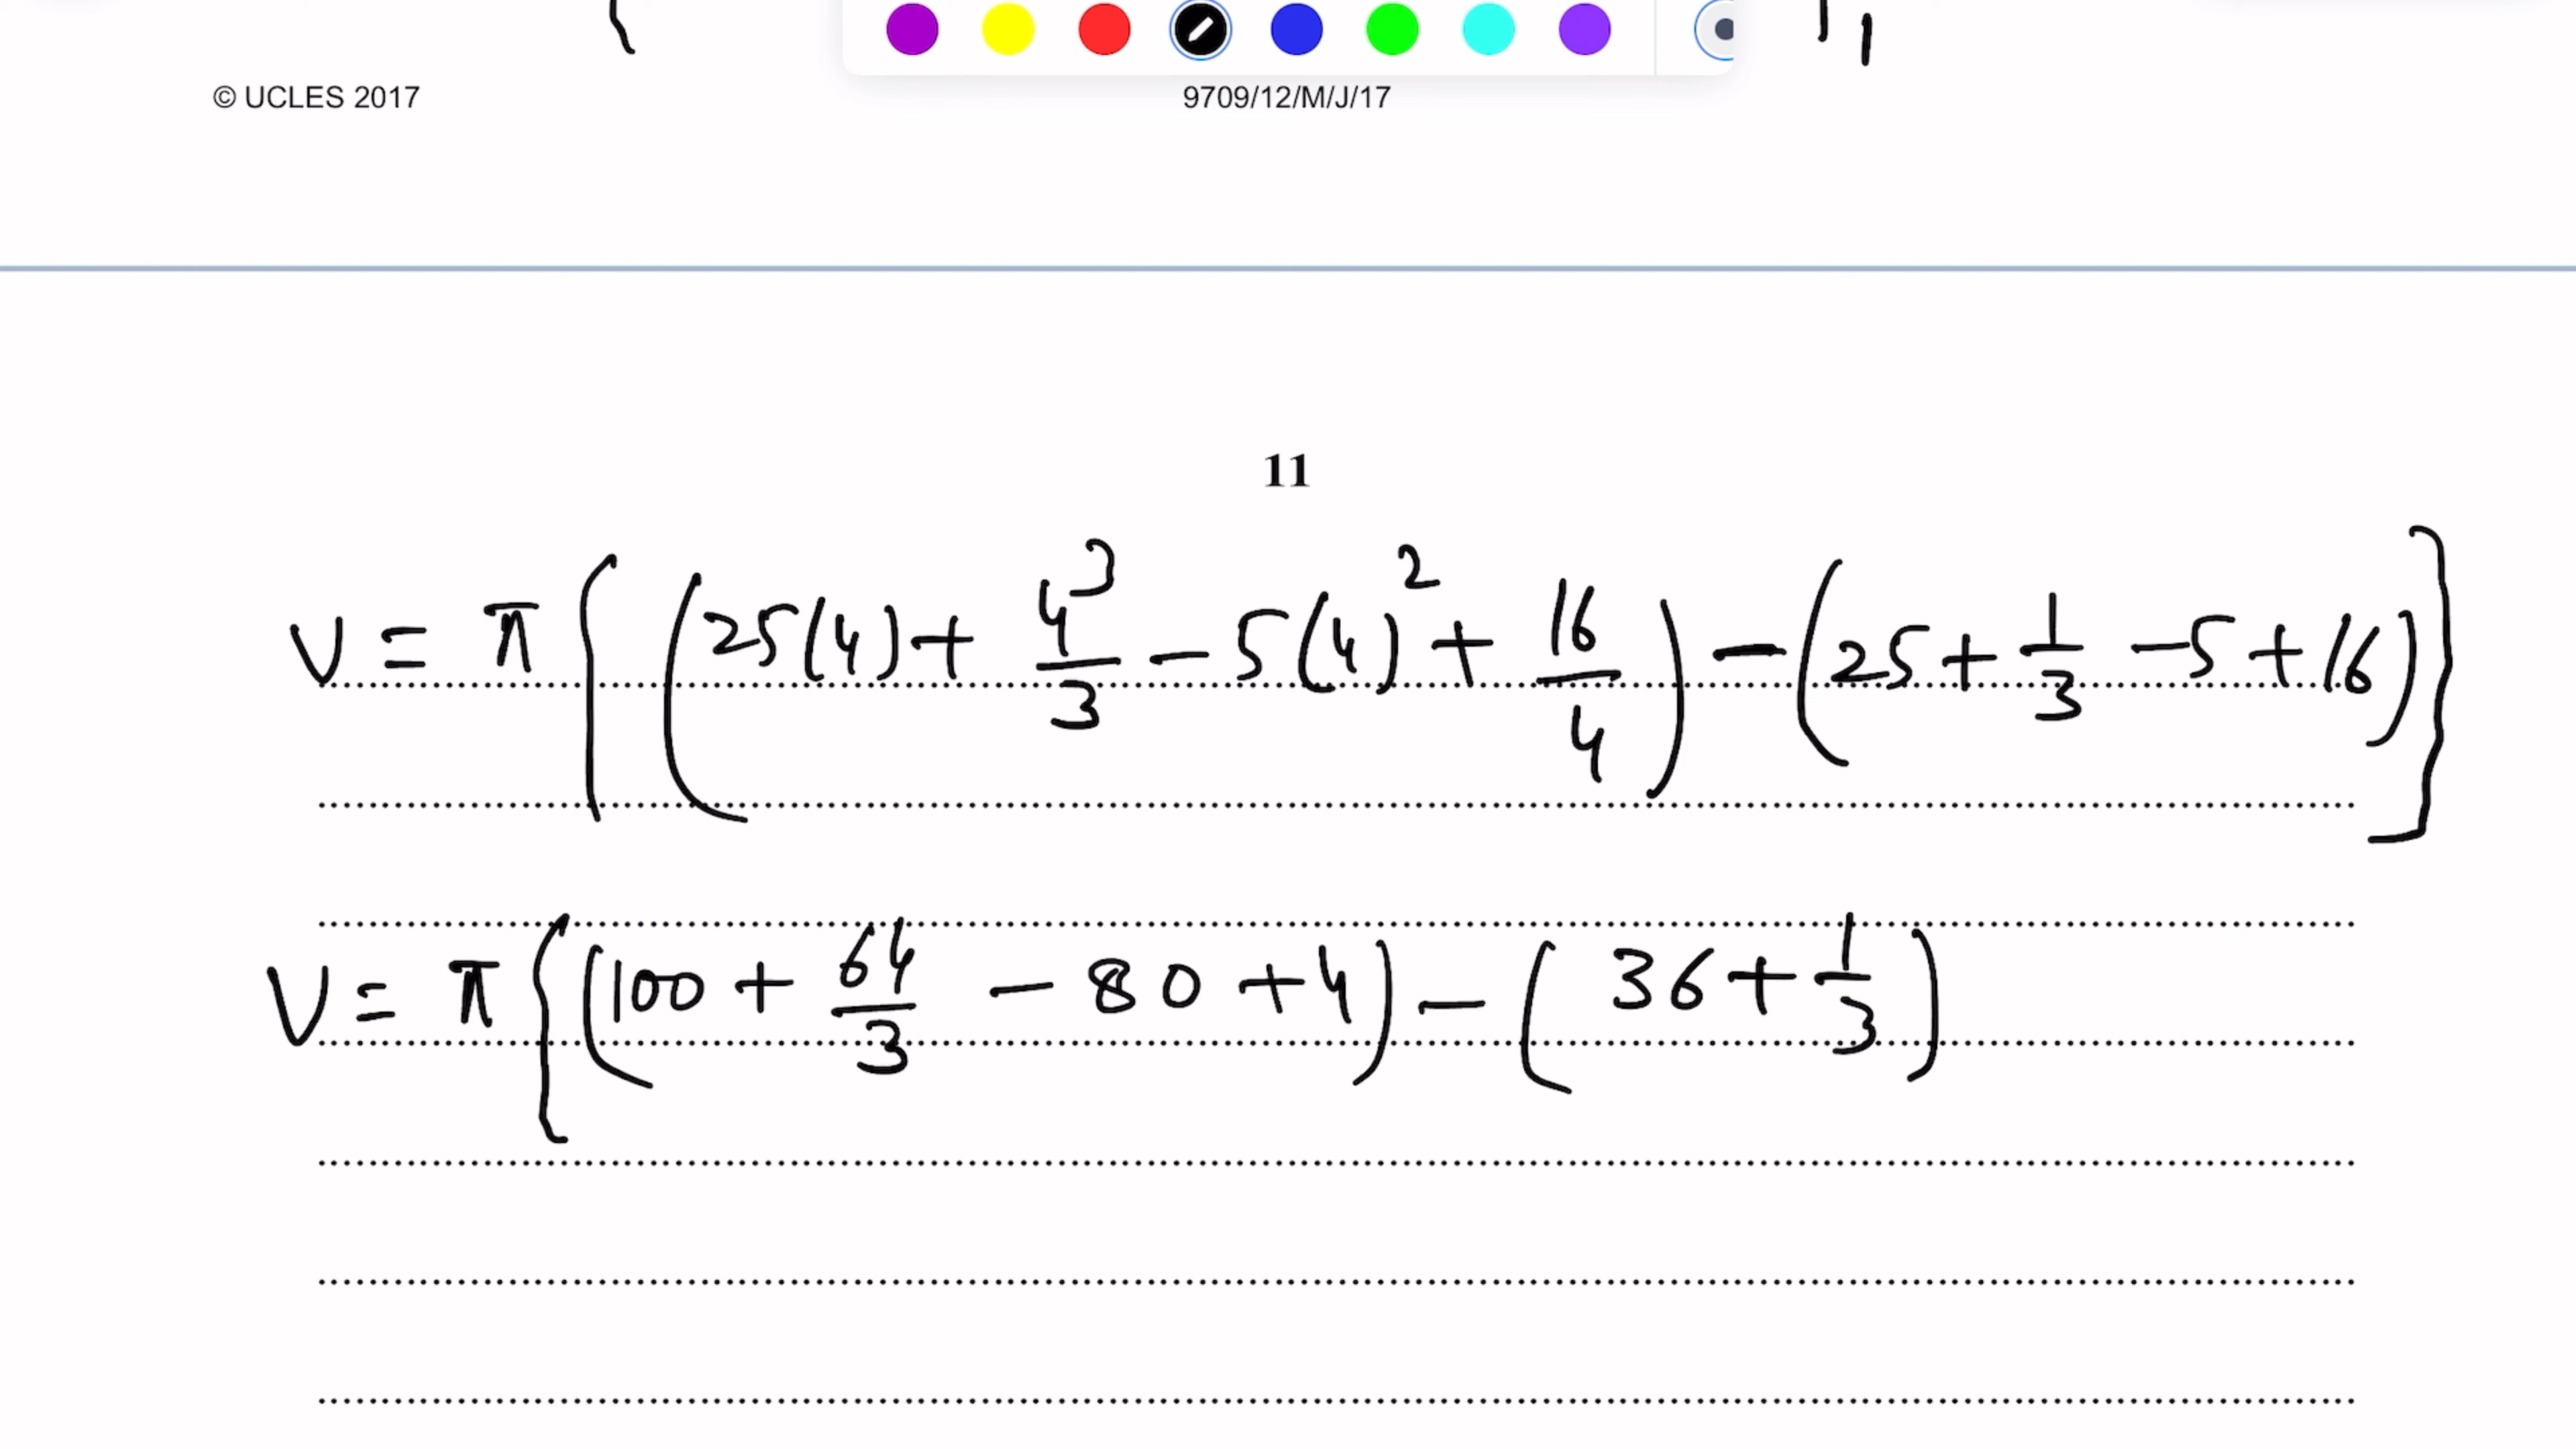 © UCLES 2017 9709/12/M/J/17
11
V = π { ( 25(4) + 4³/3 − 5(4)² + 16/4 ) − ( 25 + 1/3 − 5 + 16 ) }
V = π { ( 100 + 64/3 − 80 + 4 ) − ( 36 + 1/3 )